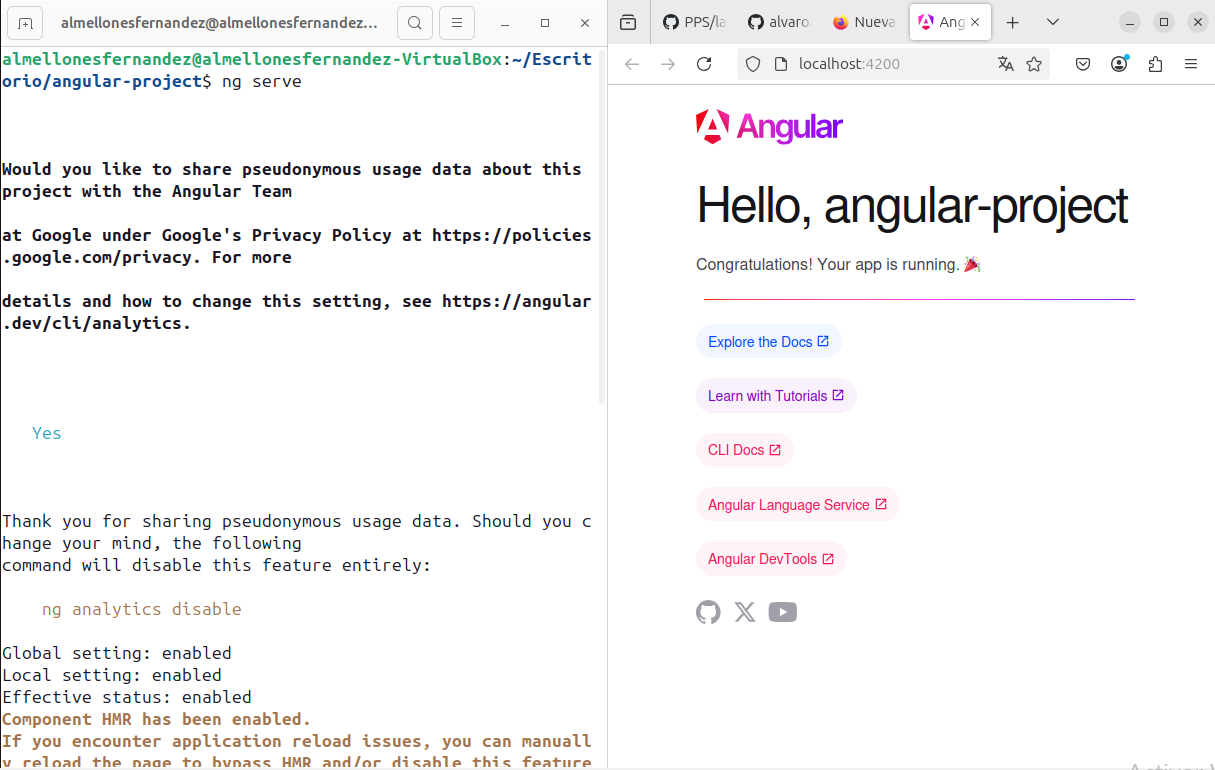 almellonesfernandez@almellonesfernandez...
almellonesfernandez@almellonesfernandez-VirtualBox:~/Escrit
orio/angular-project$ ng serve
Would you like to share pseudonymous usage data about this
project with the Angular Team
at Google under Google's Privacy Policy at https://policies
.google.com/privacy. For more
details and how to change this setting, see https://angular
.dev/cli/analytics.
Yes
Thank you for sharing pseudonymous usage data. Should you c
hange your mind, the following
command will disable this feature entirely:
ng analytics disable
Global setting: enabled
Local setting: enabled
Effective status: enabled
Component HMR has been enabled.
If you encounter application reload issues, you can manuall
y reload the page to bypass HMR and/or disable this feature
PPS/la alvaro Nueva Ang
localhost:4200
Angular
Hello, angular-project
Congratulations! Your app is running. 🎉
Explore the Docs
Learn with Tutorials
CLI Docs
Angular Language Service
Angular DevTools